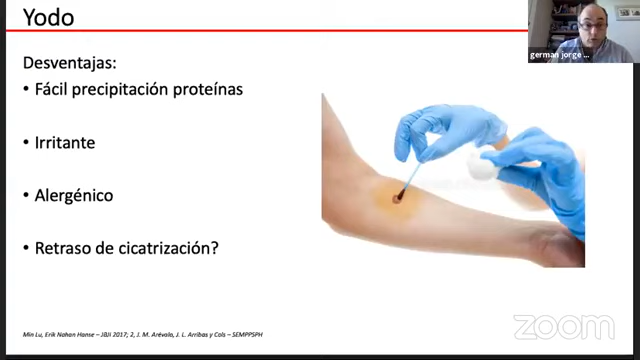 Yodo
german jorge ...
Desventajas:
• Fácil precipitación proteínas
• Irritante
• Alergénico
• Retraso de cicatrización?
Min Lu, Erik Nahan Hanse – JBJI 2017; 2, J. M. Arévalo, J. L. Arribas y Cols – SEMPPSPH
zoom